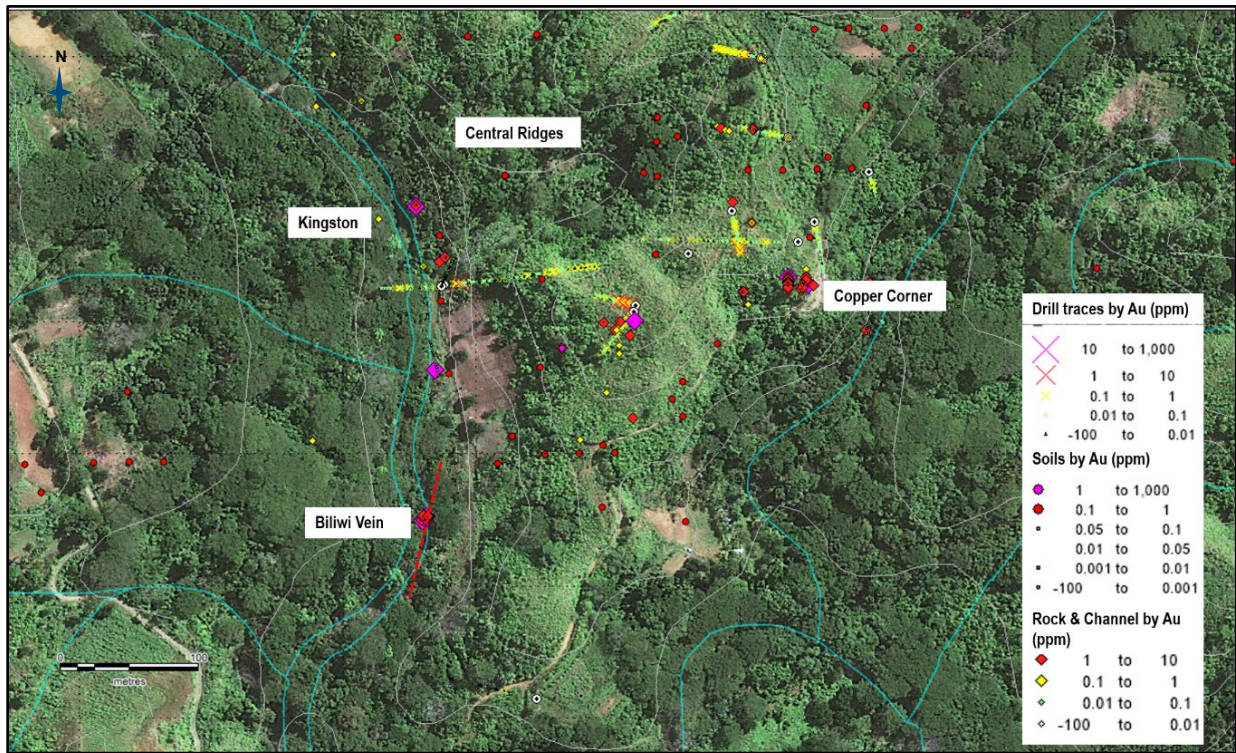 N
Central Ridges
Kingston
Copper Corner
Biliwi Vein
0 100
metres
Drill traces by Au (ppm)
10 to 1,000
1 to 10
0.1 to 1
0.01 to 0.1
-100 to 0.01
Soils by Au (ppm)
1 to 1,000
0.1 to 1
0.05 to 0.1
0.01 to 0.05
0.001 to 0.01
-100 to 0.001
Rock & Channel by Au
(ppm)
1 to 10
0.1 to 1
0.01 to 0.1
-100 to 0.01